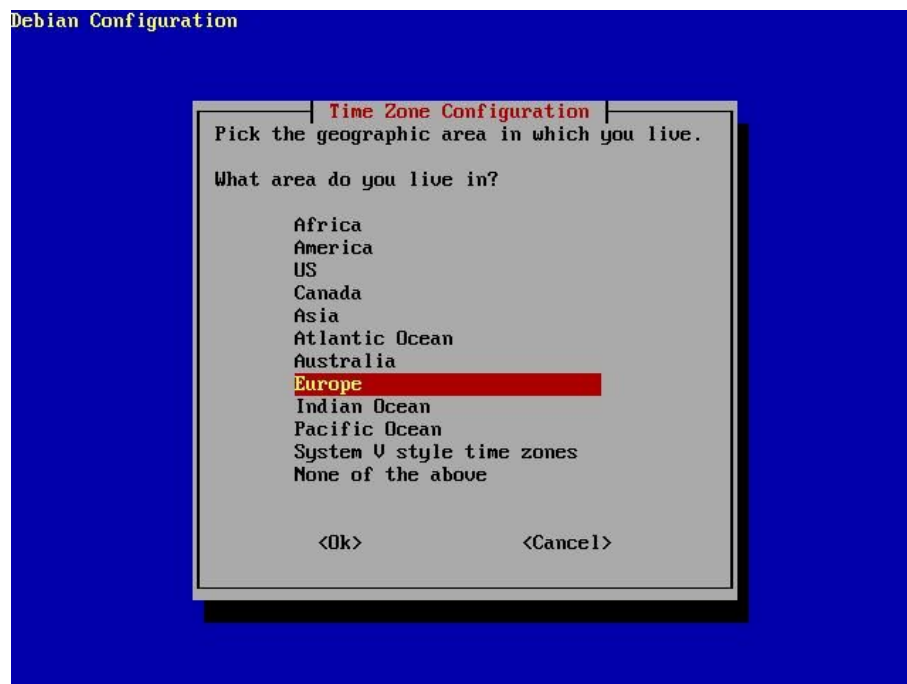 Debian Configuration
Time Zone Configuration
Pick the geographic area in which you live.
What area do you live in?
Africa
America
US
Canada
Asia
Atlantic Ocean
Australia
Europe
Indian Ocean
Pacific Ocean
System V style time zones
None of the above
<Ok> <Cancel>